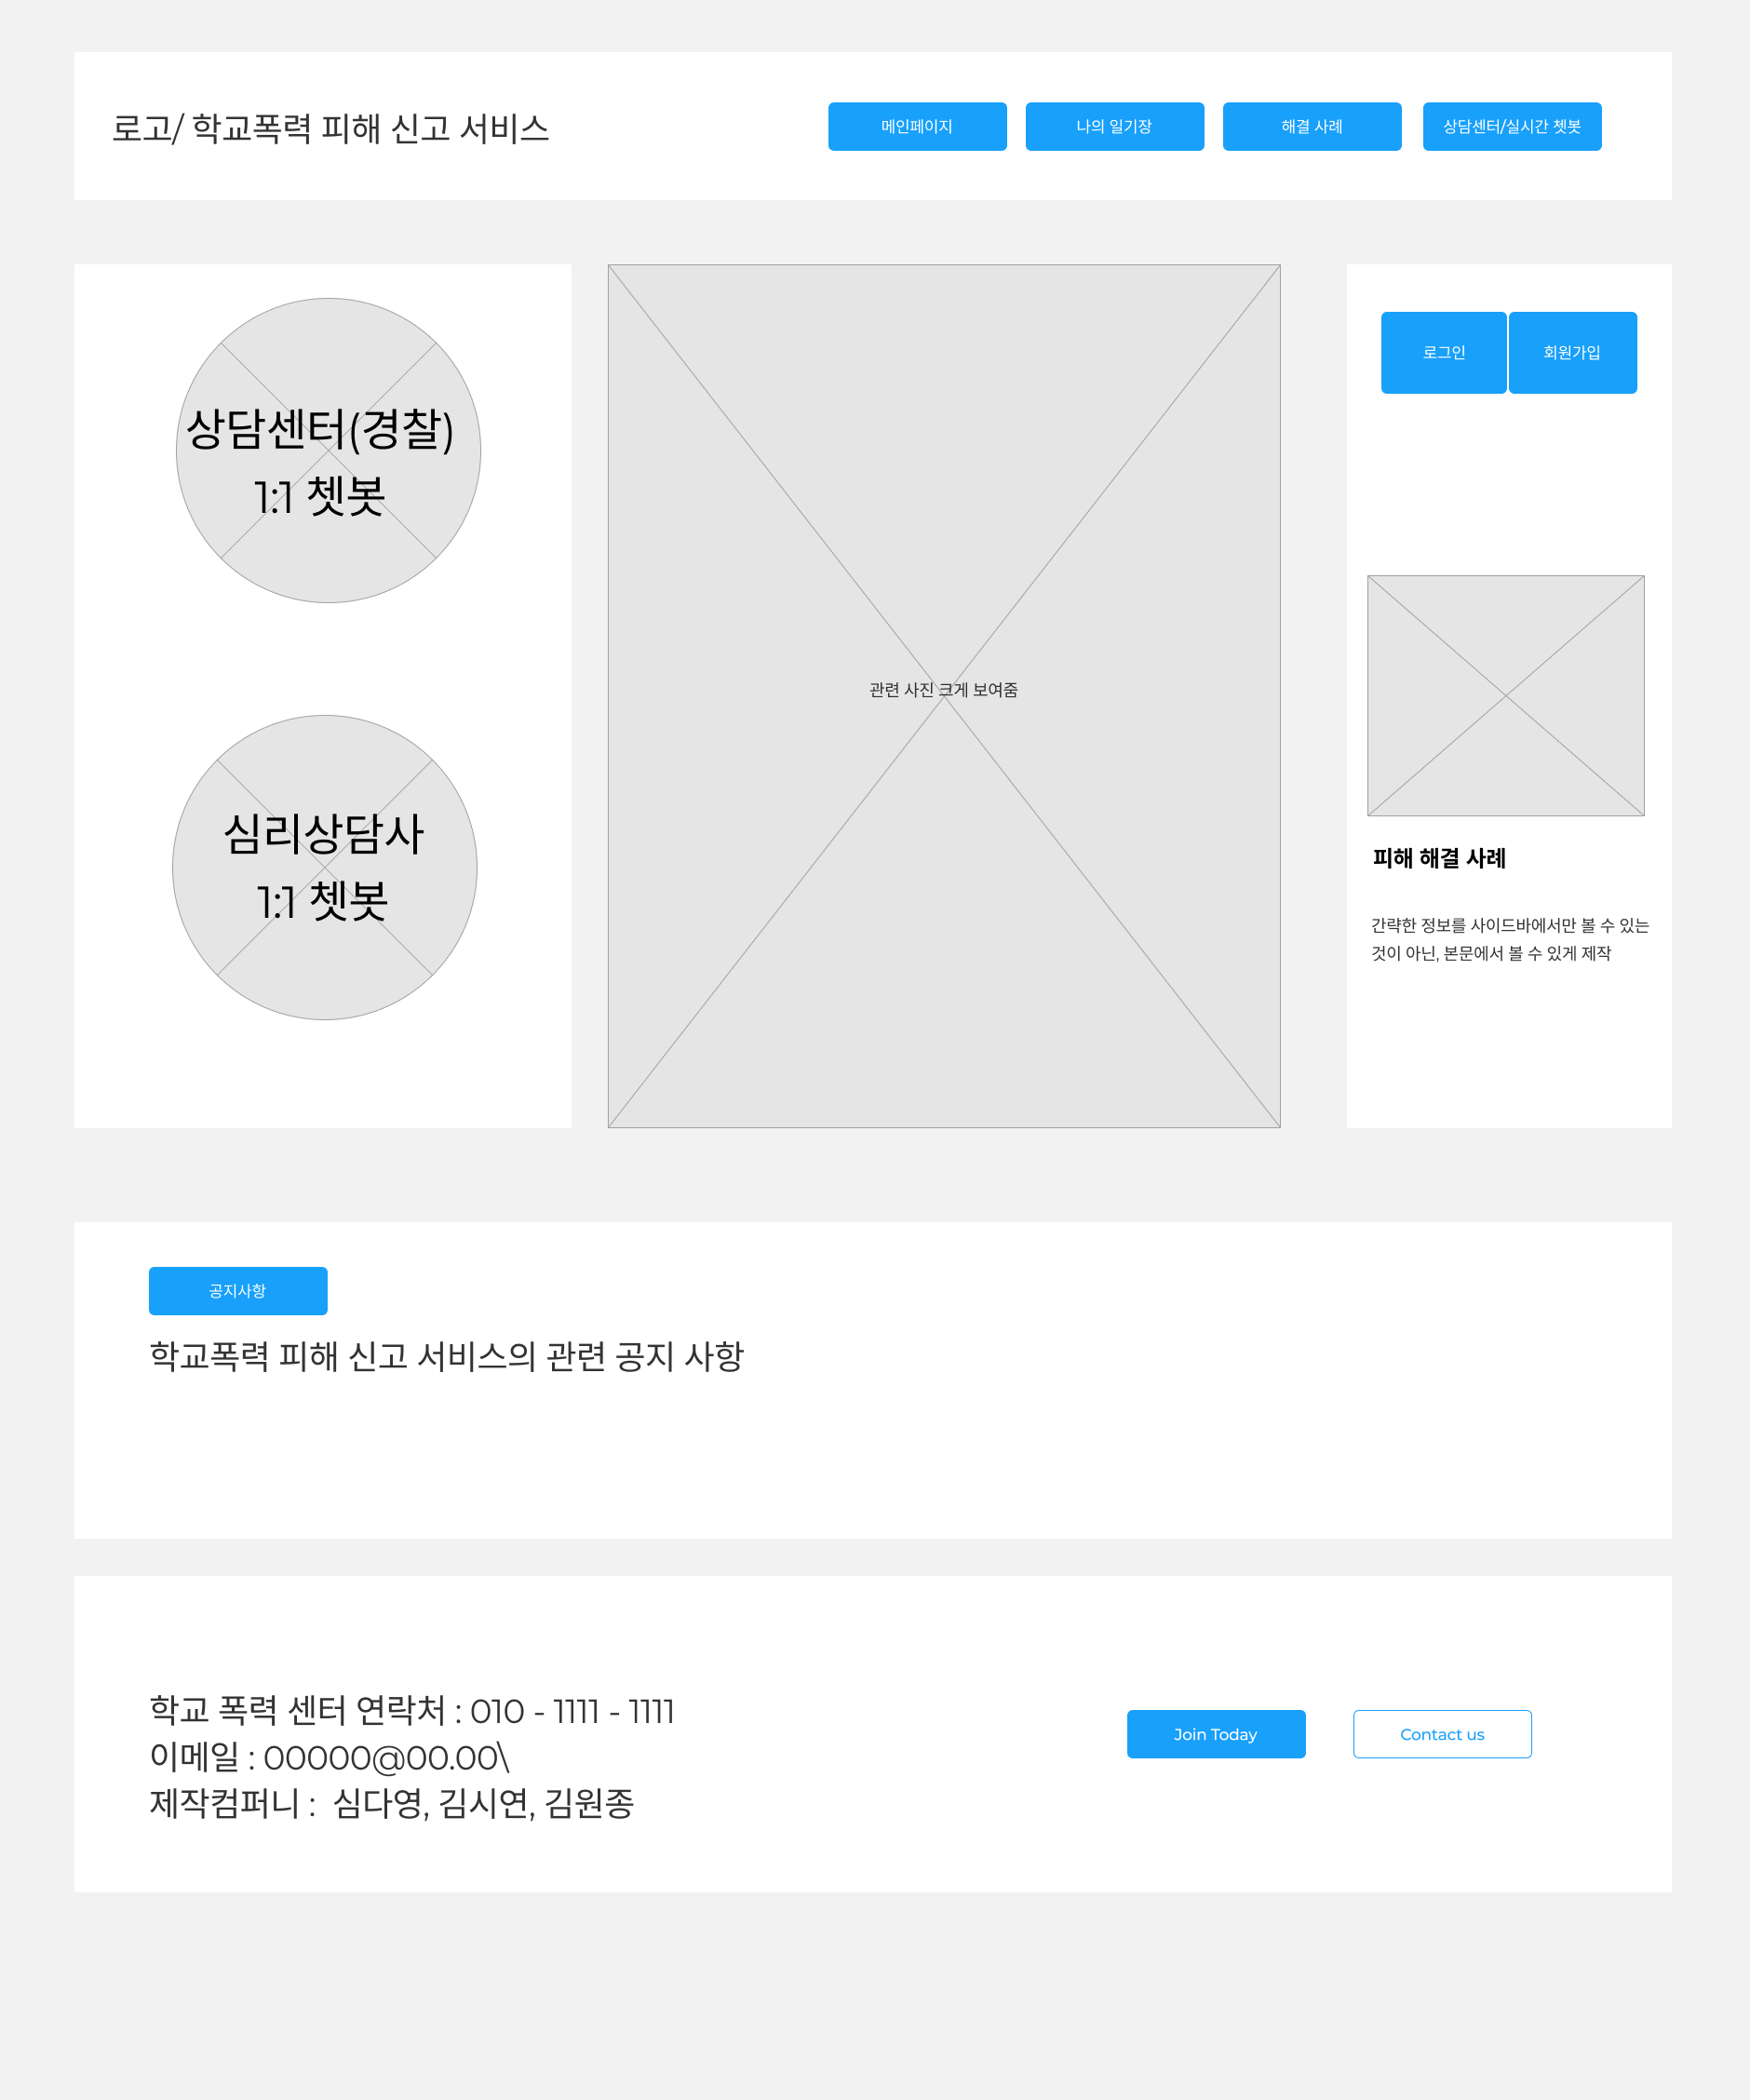 로고/ 학교폭력 피해 신고 서비스
메인페이지
나의 일기장
해결 사례
상담센터/실시간 쳇봇
상담센터(경찰)
1:1 쳇봇
심리상담사
1:1 쳇봇
관련 사진 크게 보여줌
로그인
회원가입
피해 해결 사례
간략한 정보를 사이드바에서만 볼 수 있는
것이 아닌, 본문에서 볼 수 있게 제작
공지사항
학교폭력 피해 신고 서비스의 관련 공지 사항
학교 폭력 센터 연락처 : 010 - 1111 - 1111
이메일 : 00000@00.00\
제작컴퍼니 :  심다영, 김시연, 김원종
Join Today
Contact us